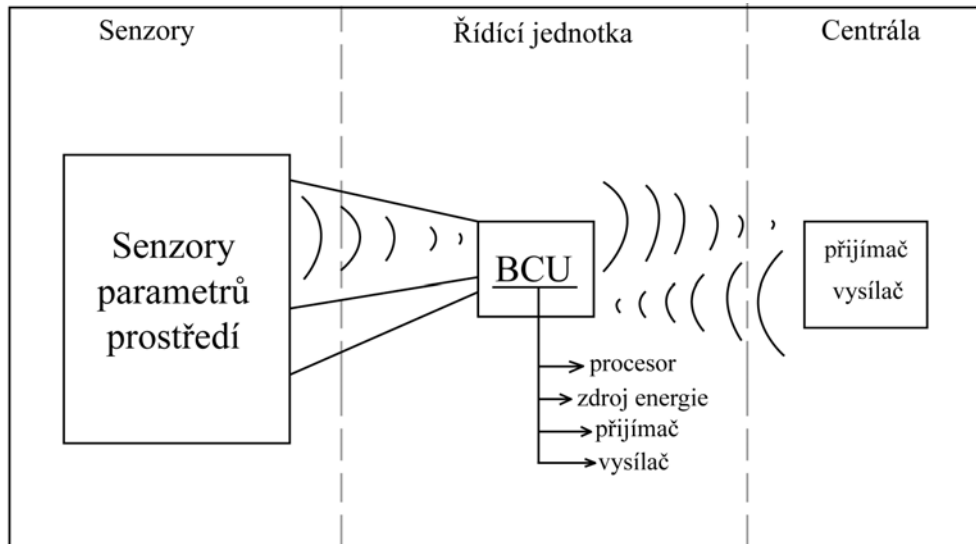 Senzory
Řídící jednotka
Centrála
Senzory
parametrů
prostředí
BCU
procesor
zdroj energie
přijímač
vysílač
přijímač
vysílač